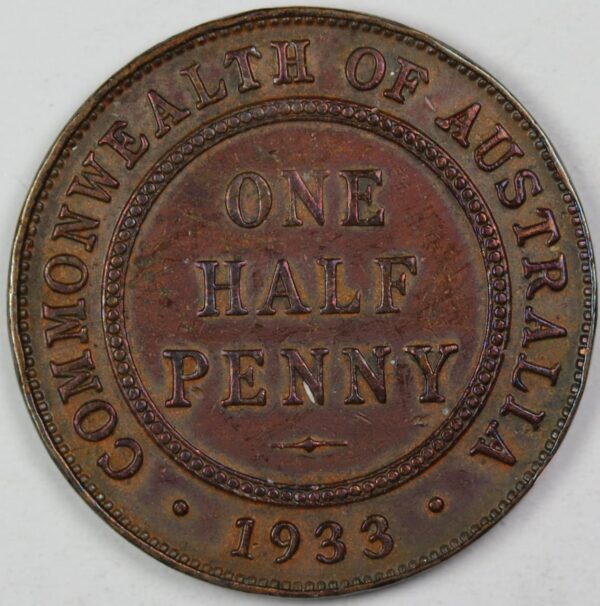 COMMONWEALTH OF AUSTRALIA
ONE
HALF
PENNY
· 1933 ·